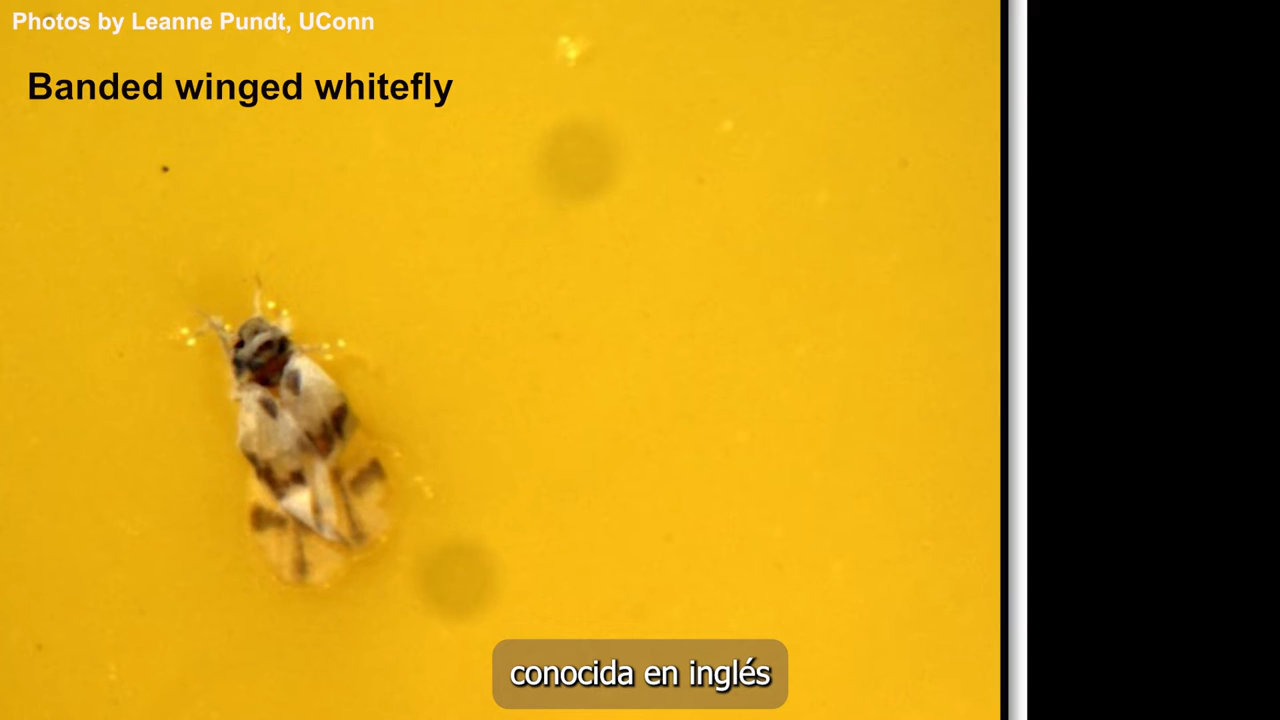 Photos by Leanne Pundt, UConn
Banded winged whitefly
conocida en inglés